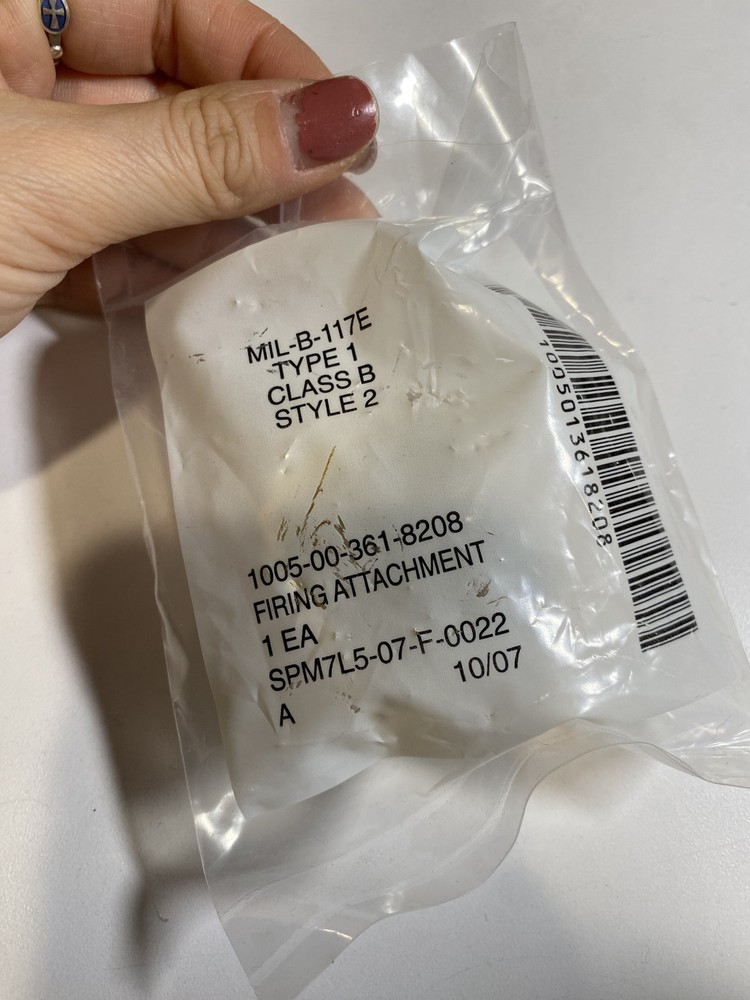 MIL-B-117E
TYPE 1
CLASS B
STYLE 2
1005-00-361-8208
FIRING ATTACHMENT
1 EA
SPM7L5-07-F-0022
10/07
A
1005013618208